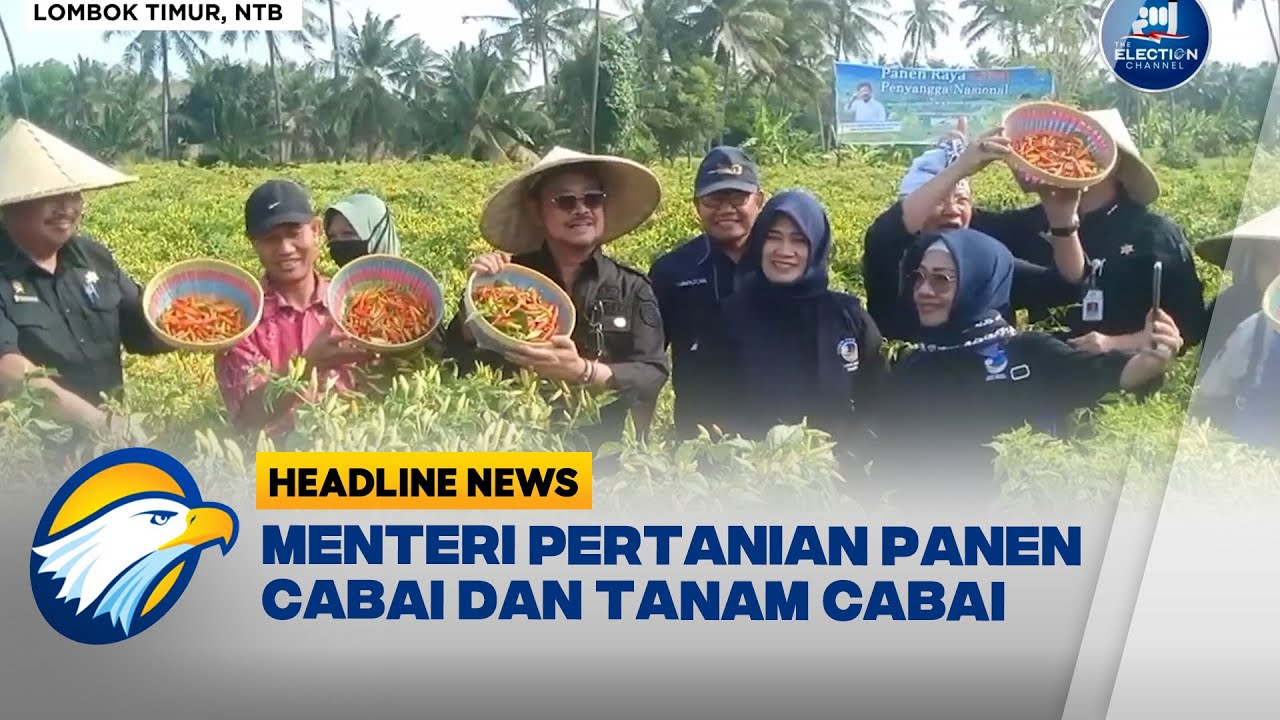 LOMBOK TIMUR, NTB
THE
ELECTION
CHANNEL
Panen Raya
Penyangga Nasional
HEADLINE NEWS
MENTERI PERTANIAN PANEN
CABAI DAN TANAM CABAI